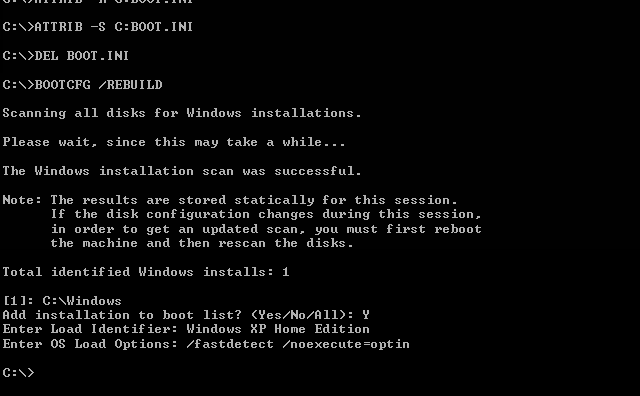 C:\>ATTRIB -S C:BOOT.INI
C:\>DEL BOOT.INI
C:\>BOOTCFG /REBUILD
Scanning all disks for Windows installations.
Please wait, since this may take a while...
The Windows installation scan was successful.
Note: The results are stored statically for this session.
If the disk configuration changes during this session,
in order to get an updated scan, you must first reboot
the machine and then rescan the disks.
Total identified Windows installs: 1
[1]: C:\Windows
Add installation to boot list? (Yes/No/All): Y
Enter Load Identifier: Windows XP Home Edition
Enter OS Load Options: /fastdetect /noexecute=optin
C:\>